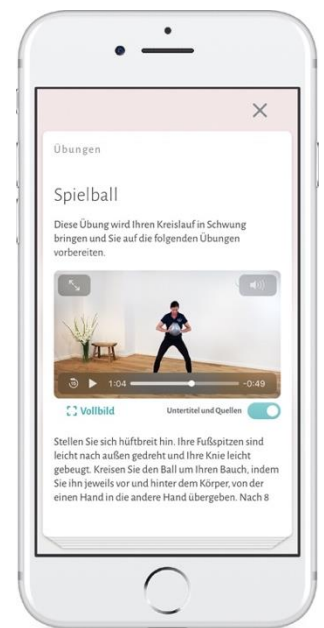 Übungen
Spielball
Diese Übung wird Ihren Kreislauf in Schwung
bringen und Sie auf die folgenden Übungen
vorbereiten.
1:04
-0:49
Vollbild
Untertitel und Quellen
Stellen Sie sich hüftbreit hin. Ihre Fußspitzen sind
leicht nach außen gedreht und Ihre Knie leicht
gebeugt. Kreisen Sie den Ball um Ihren Bauch, indem
Sie ihn jeweils vor und hinter dem Körper, von der
einen Hand in die andere Hand übergeben. Nach 8